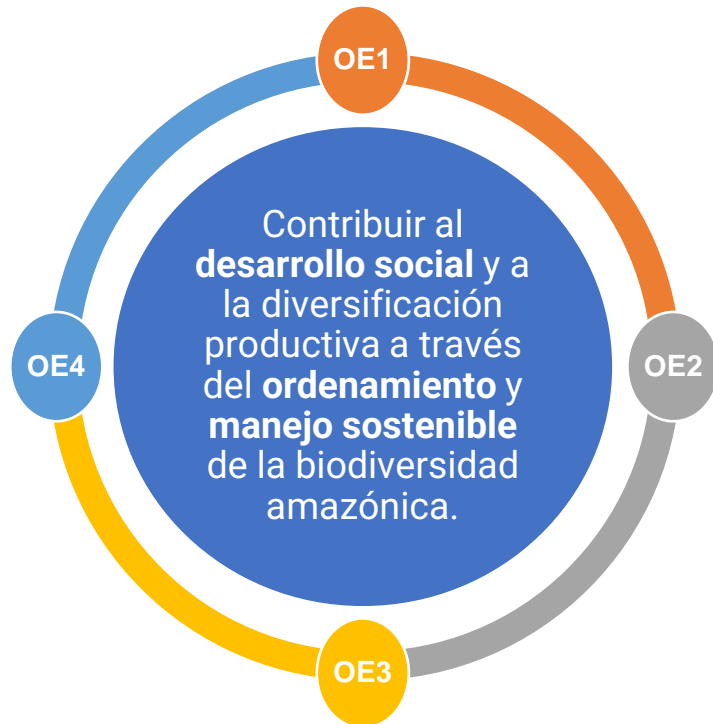 OE1
Contribuir al
desarrollo social y a
la diversificación
productiva a través
del ordenamiento y
manejo sostenible
de la biodiversidad
amazónica.
OE4
OE2
OE3